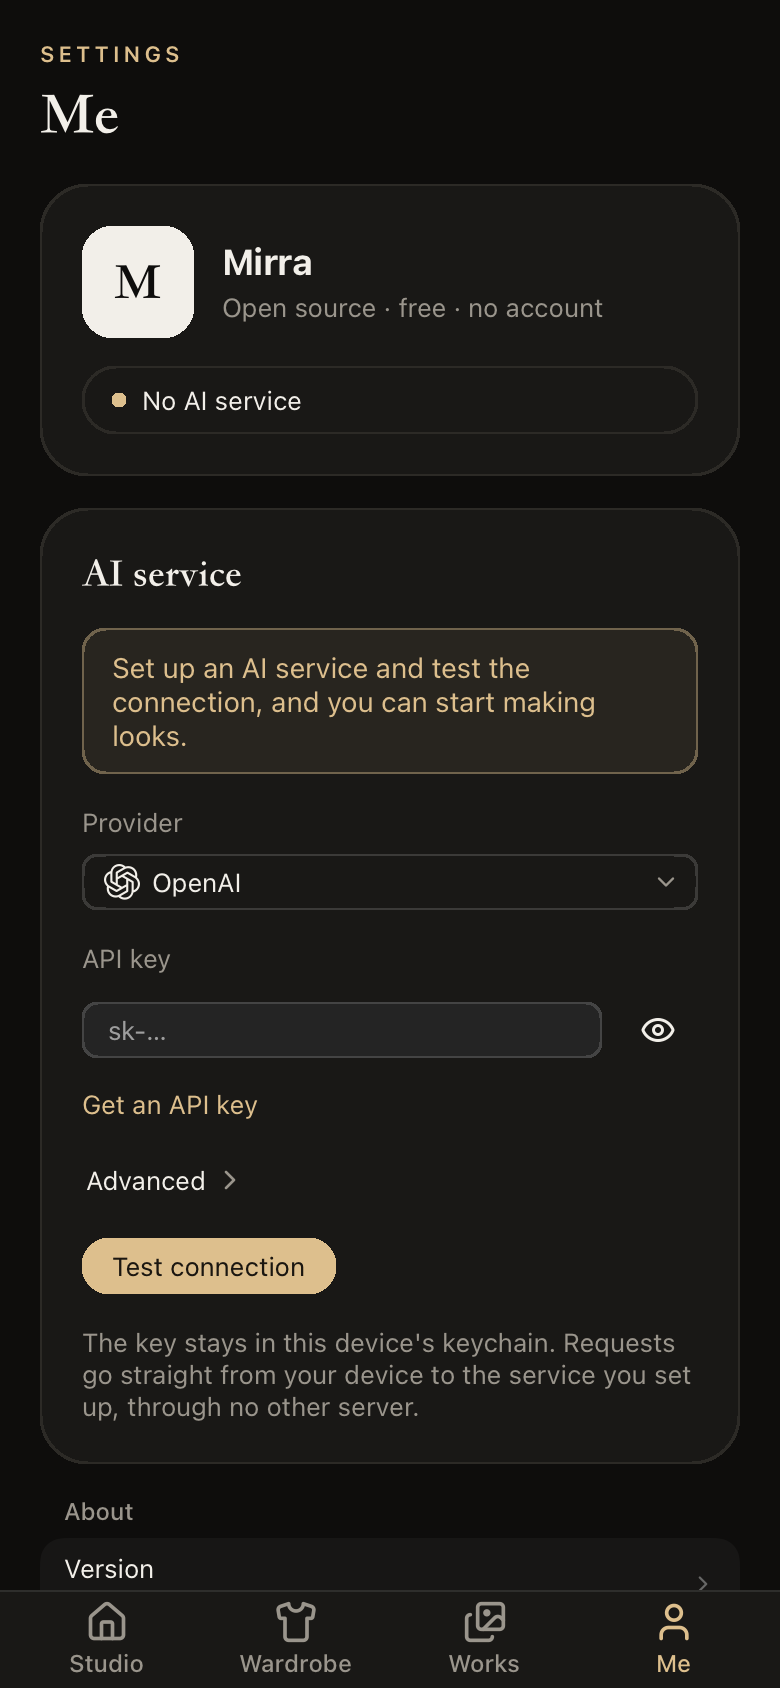 SETTINGS
Me
M
Mirra
Open source · free · no account
No AI service
AI service
Set up an AI service and test the
connection, and you can start making
looks.
Provider
OpenAI
API key
sk-...
Get an API key
Advanced
Test connection
The key stays in this device's keychain. Requests
go straight from your device to the service you set
up, through no other server.
About
Version
Studio
Wardrobe
Works
Me